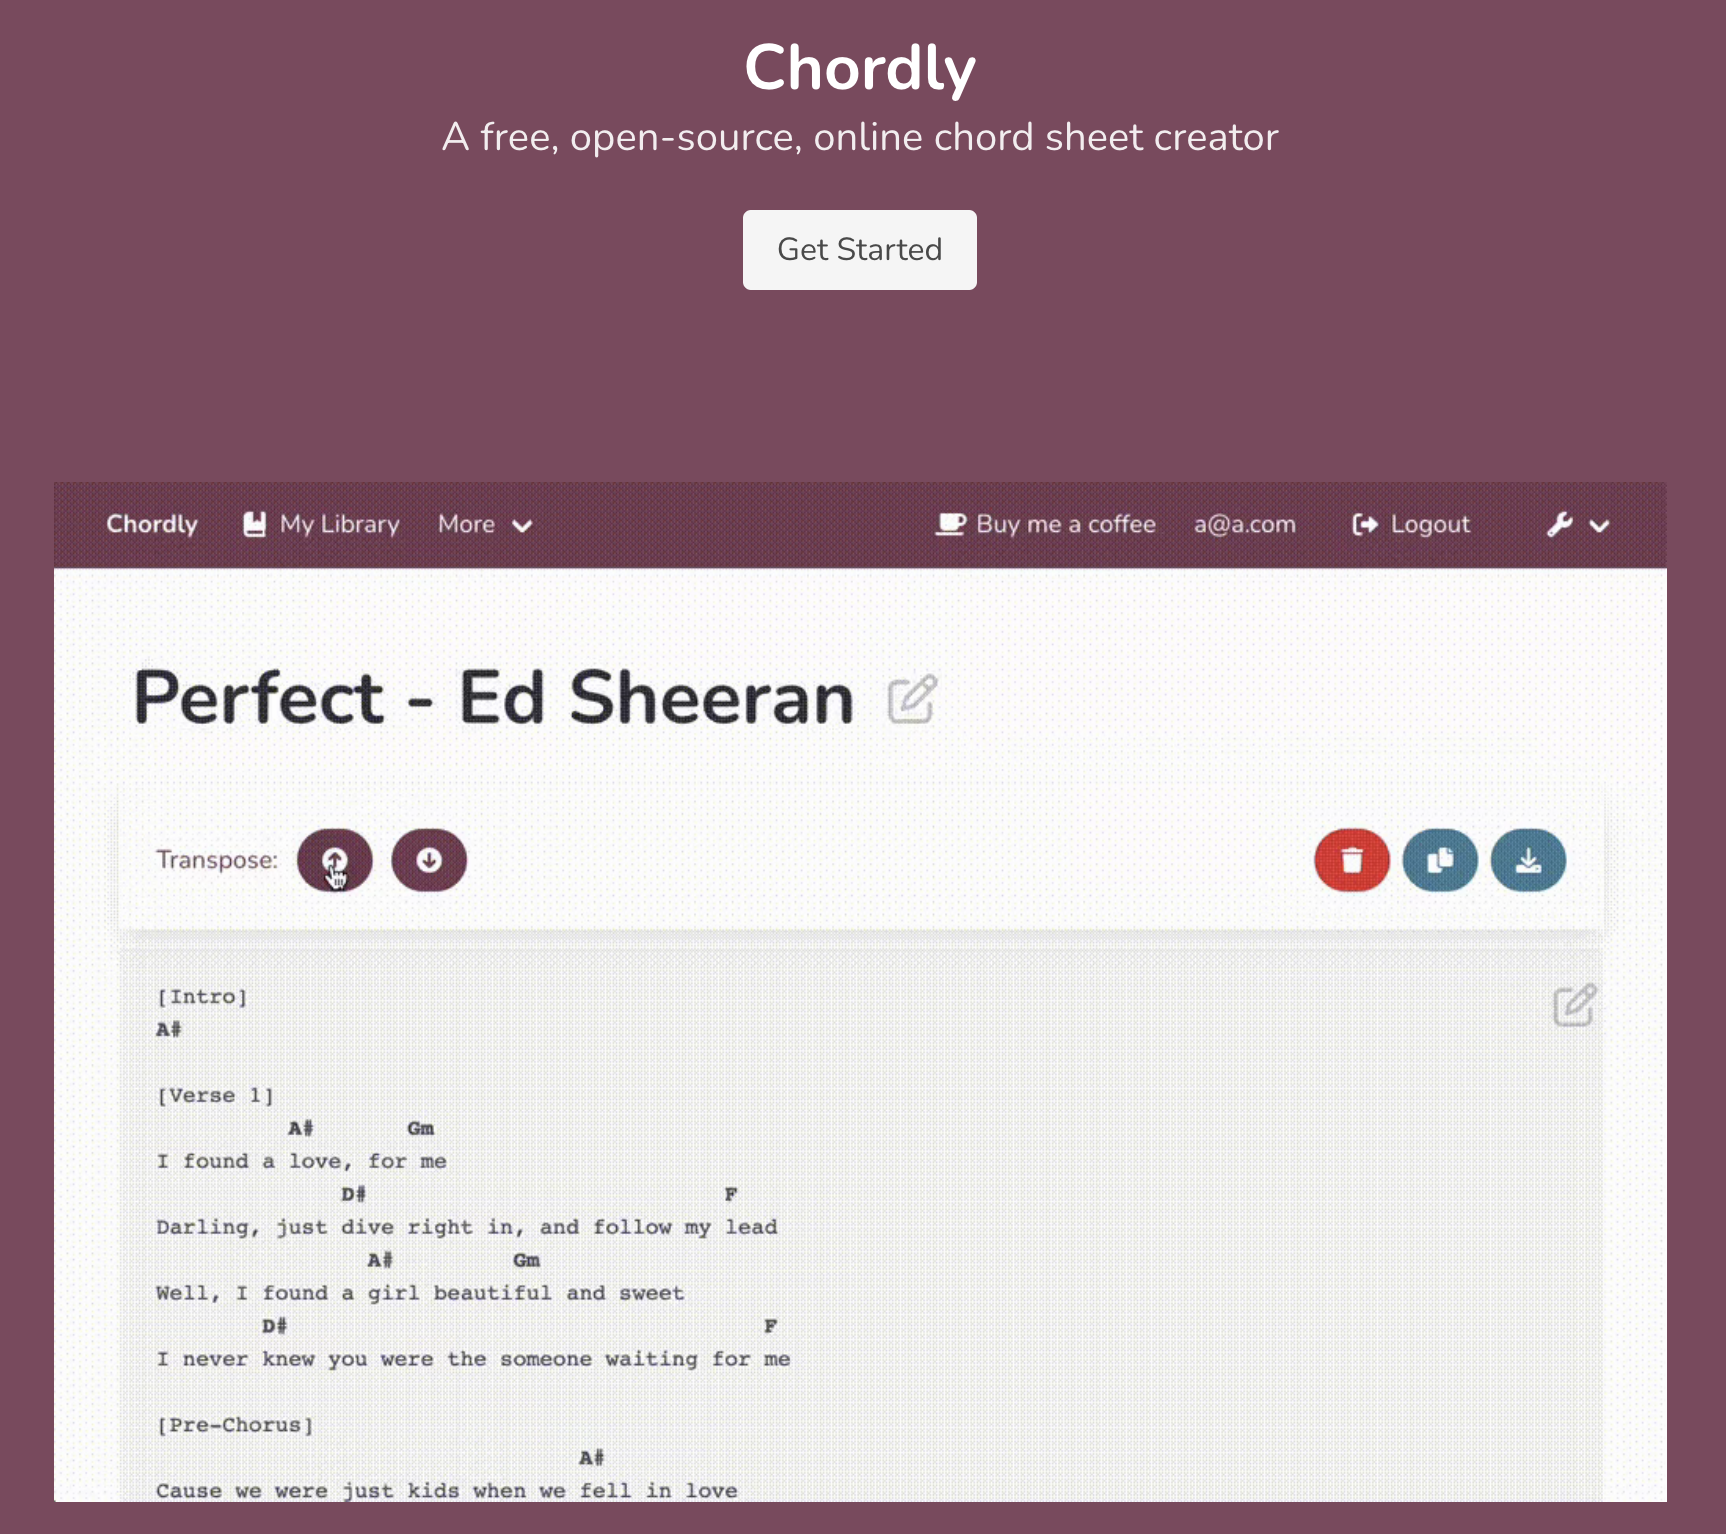 Chordly
A free, open-source, online chord sheet creator
Get Started
Chordly My Library More Buy me a coffee a@a.com Logout
Perfect - Ed Sheeran
Transpose:
[Intro]
A#
[Verse 1]
A# Gm
I found a love, for me
D# F
Darling, just dive right in, and follow my lead
A# Gm
Well, I found a girl beautiful and sweet
D# F
I never knew you were the someone waiting for me
[Pre-Chorus]
A#
Cause we were just kids when we fell in love